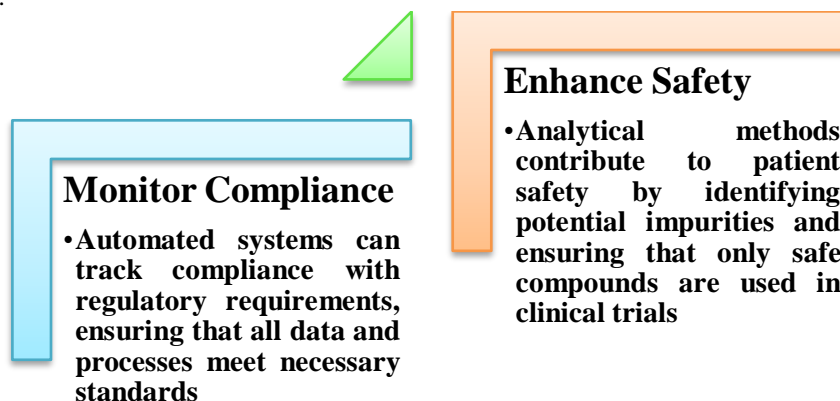 .
Monitor Compliance
•Automated systems can
track compliance with
regulatory requirements,
ensuring that all data and
processes meet necessary
standards
Enhance Safety
•Analytical methods
contribute to patient
safety by identifying
potential impurities and
ensuring that only safe
compounds are used in
clinical trials